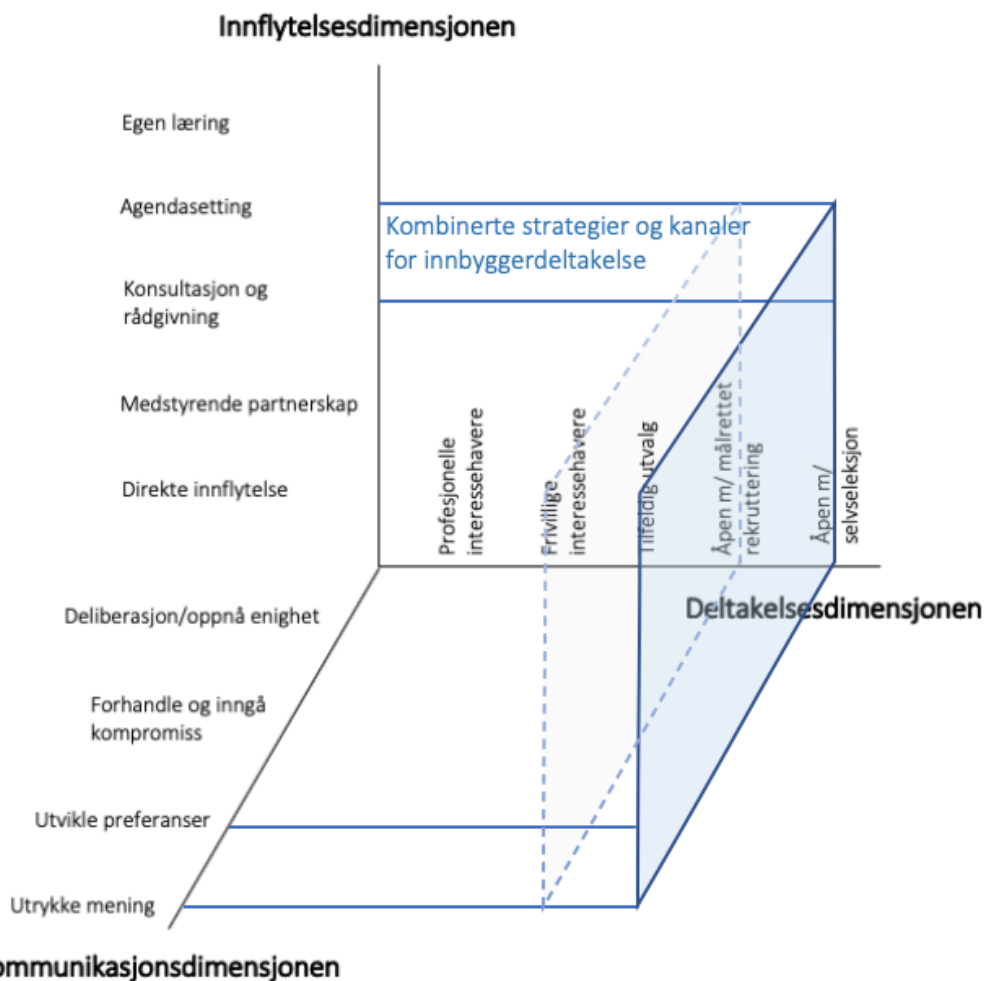 Innflytelsesdimensjonen
Egen læring
Agendasetting
Kombinerte strategier og kanaler
for innbyggerdeltakelse
Konsultasjon og
rådgivning
Medstyrende partnerskap
Direkte innflytelse
Profesjonelle
interessehavere
Frivillige
interessehavere
Tilfeldig utvalg
Åpen m/ målrettet
rekruttering
Åpen m/
selvseleksjon
Deltakelsesdimensjonen
Deliberasjon/oppnå enighet
Forhandle og inngå
kompromiss
Utvikle preferanser
Utrykke mening
ommunikasjonsdimensjonen